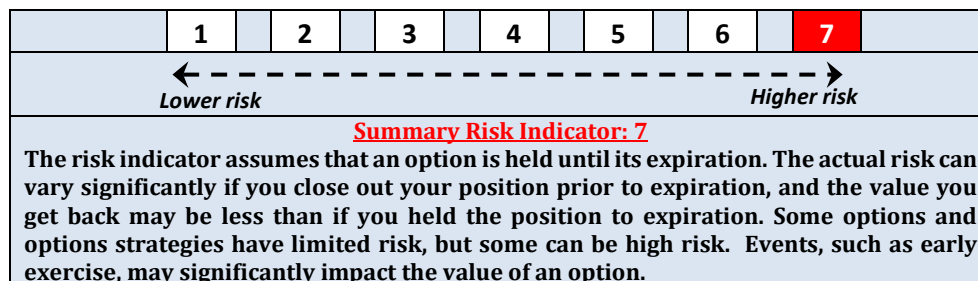 1 2 3 4 5 6 7
Lower risk Higher risk
Summary Risk Indicator: 7
The risk indicator assumes that an option is held until its expiration. The actual risk can
vary significantly if you close out your position prior to expiration, and the value you
get back may be less than if you held the position to expiration. Some options and
options strategies have limited risk, but some can be high risk.  Events, such as early
exercise, may significantly impact the value of an option.